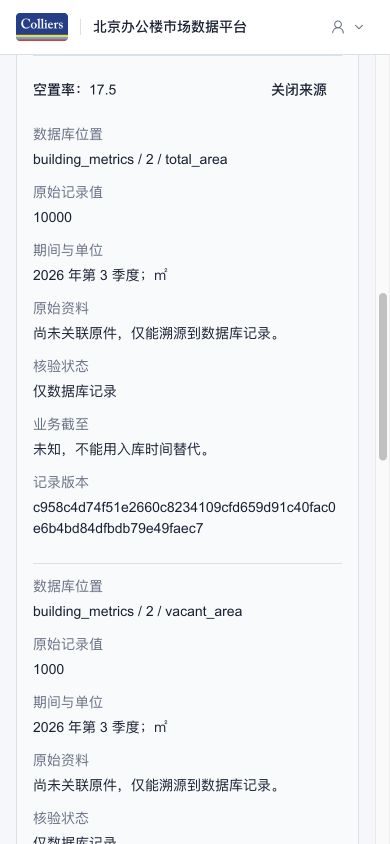 Colliers
北京办公楼市场数据平台
空置率：17.5
关闭来源
数据库位置
building_metrics / 2 / total_area
原始记录值
10000
期间与单位
2026 年第 3 季度；㎡
原始资料
尚未关联原件，仅能溯源到数据库记录。
核验状态
仅数据库记录
业务截至
未知，不能用入库时间替代。
记录版本
c958c4d74f51e2660c8234109cfd659d91c40fac0
e6b4bd84dfbdb79e49faec7
数据库位置
building_metrics / 2 / vacant_area
原始记录值
1000
期间与单位
2026 年第 3 季度；㎡
原始资料
尚未关联原件，仅能溯源到数据库记录。
核验状态
仅数据库记录